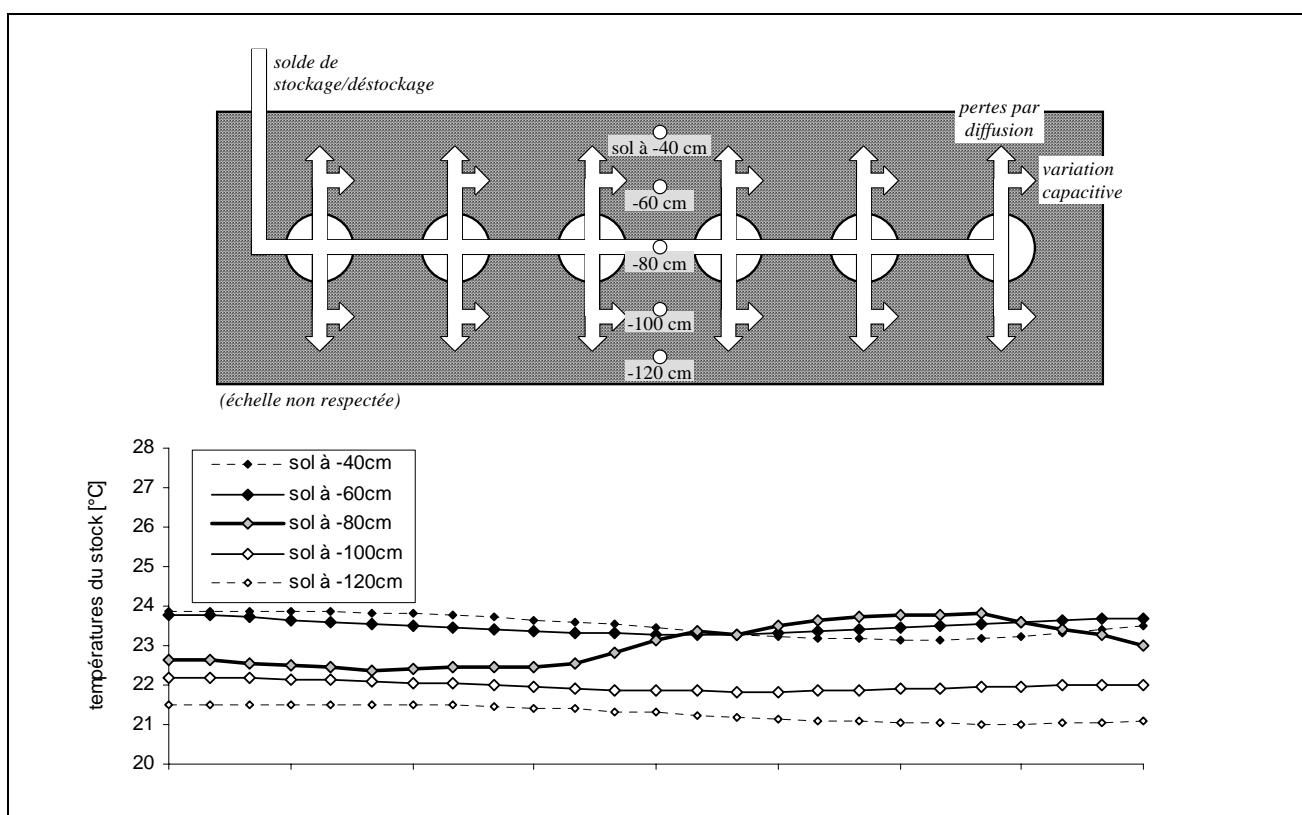 solde de
stockage/déstockage
pertes par
diffusion
sol à -40 cm
variation
capacitive
-60 cm
-80 cm
-100 cm
-120 cm
(échelle non respectée)
températures du stock [°C]
28
27
26
25
24
23
22
21
20
sol à -40cm
sol à -60cm
sol à -80cm
sol à -100cm
sol à -120cm